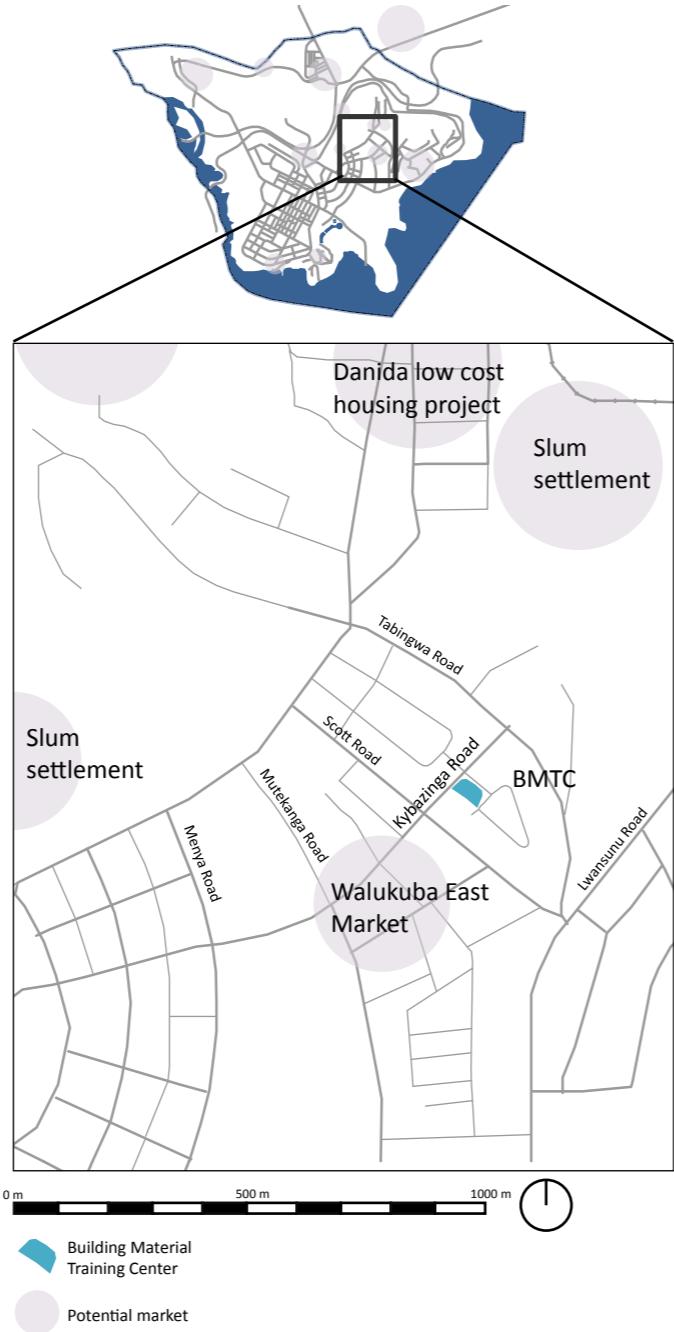 Danida low cost
housing project
Slum
settlement
Tabingwa Road
Scott Road
Kybazinga Road
Slum
settlement
BMTC
Mutekanga Road
Menya Road
Lwansunu Road
Walukuba East
Market
0 m
500 m
1000 m
Building Material
Training Center
Potential market